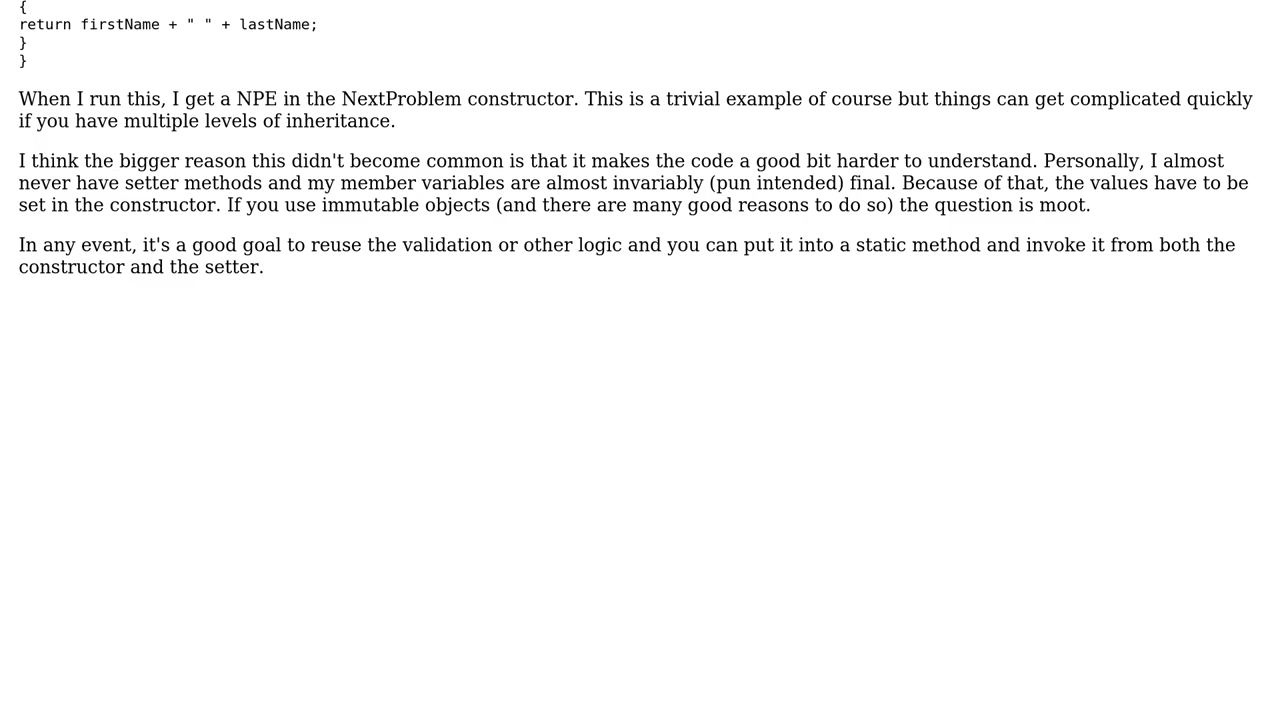 {
return firstName + " " + lastName;
}
}
When I run this, I get a NPE in the NextProblem constructor. This is a trivial example of course but things can get complicated quickly
if you have multiple levels of inheritance.
I think the bigger reason this didn't become common is that it makes the code a good bit harder to understand. Personally, I almost
never have setter methods and my member variables are almost invariably (pun intended) final. Because of that, the values have to be
set in the constructor. If you use immutable objects (and there are many good reasons to do so) the question is moot.
In any event, it's a good goal to reuse the validation or other logic and you can put it into a static method and invoke it from both the
constructor and the setter.